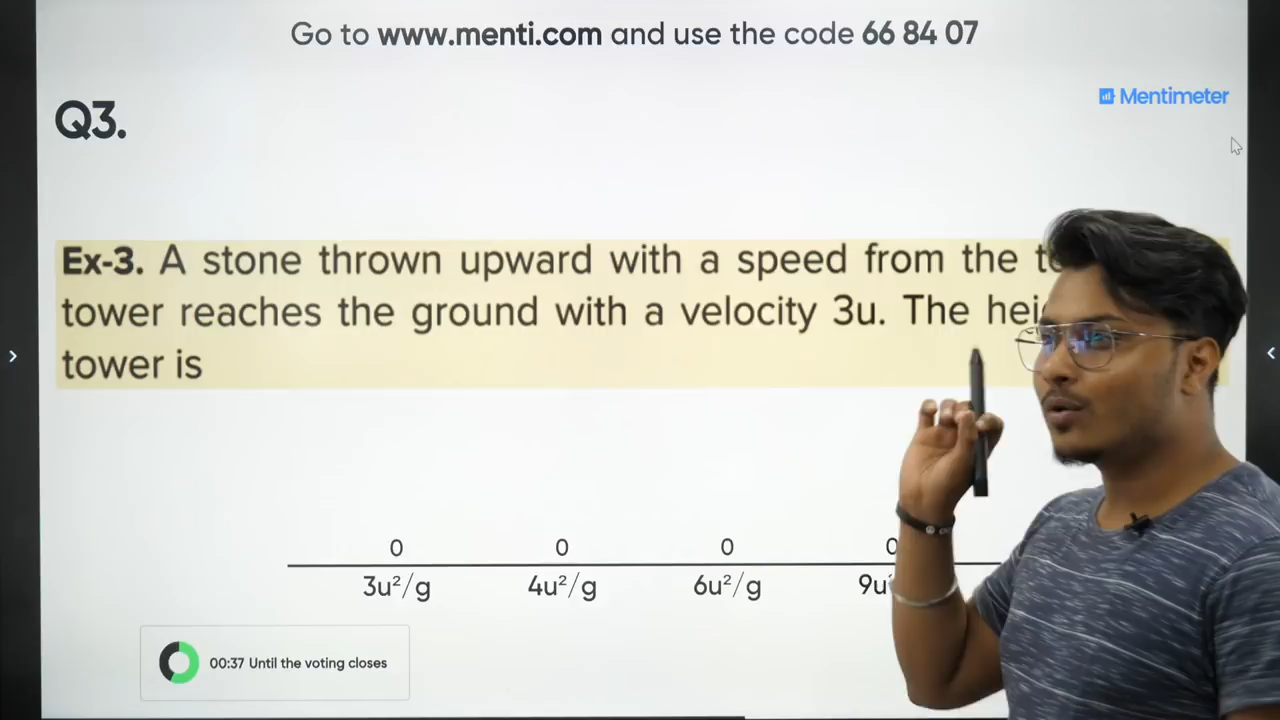 Go to www.menti.com and use the code 66 84 07
Mentimeter
Q3.
Ex-3. A stone thrown upward with a speed from the
tower reaches the ground with a velocity 3u. The
tower is
0 0 0 0
3u²/g 4u²/g 6u²/g
00:37 Until the voting closes